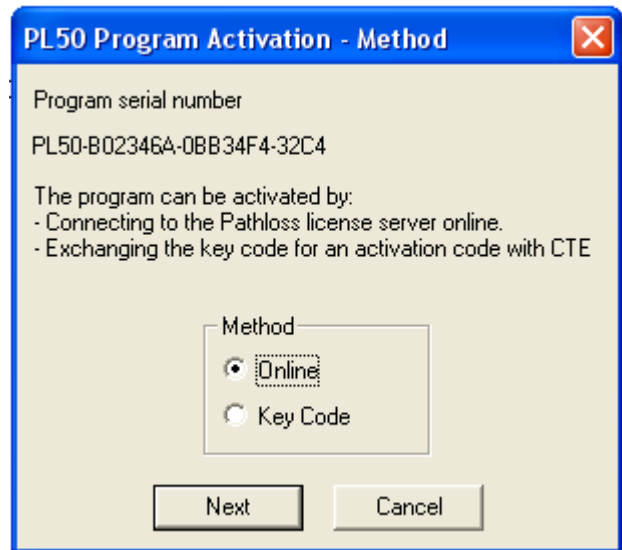 PL50 Program Activation - Method
Program serial number
PL50-B02346A-0BB34F4-32C4
The program can be activated by:
- Connecting to the Pathloss license server online.
- Exchanging the key code for an activation code with CTE
Method
Online
Key Code
Next
Cancel